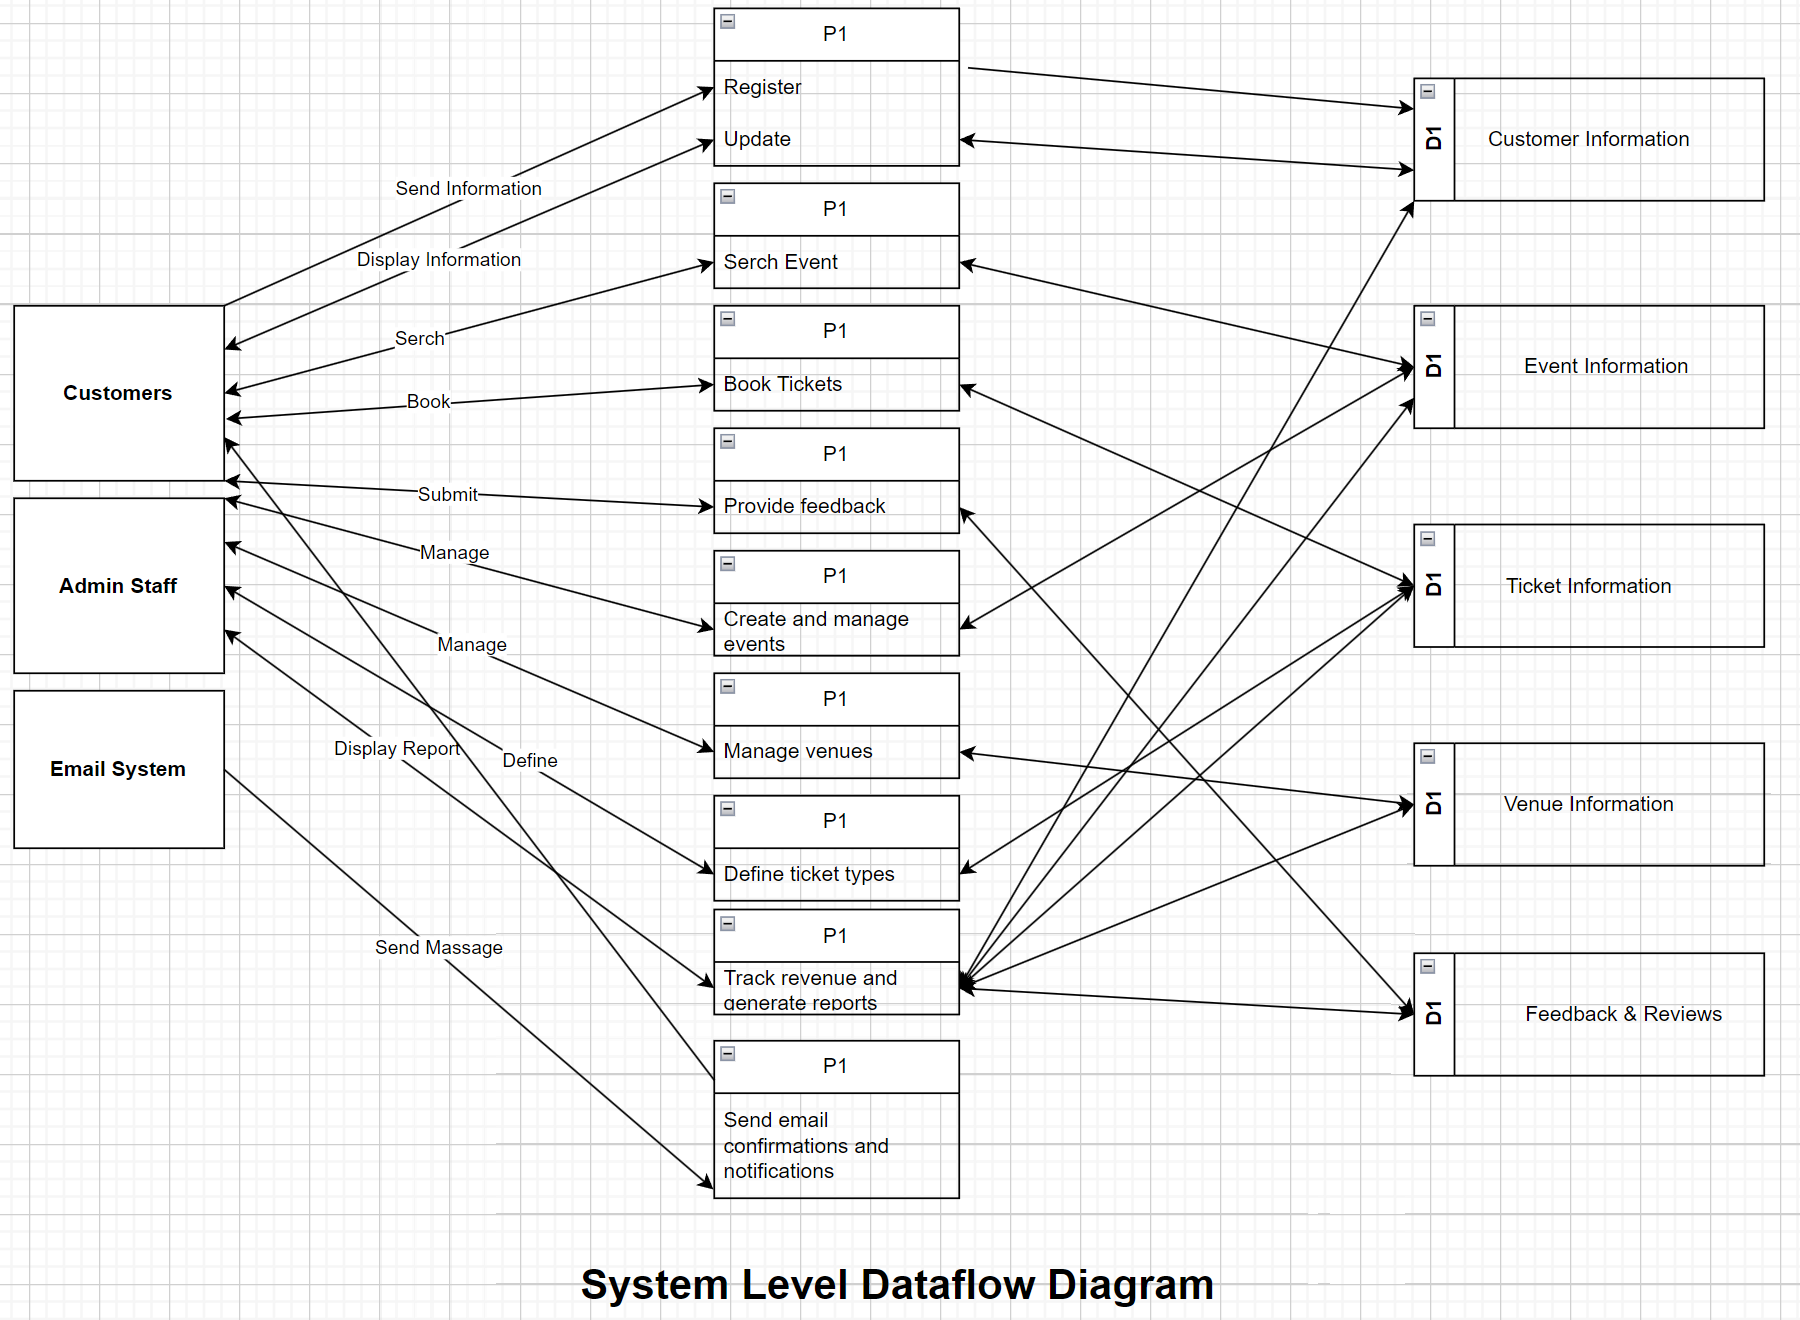 P1
Register
Update
Send Information
Display Information
P1
Serch Event
Serch
P1
Book Tickets
Book
P1
Provide feedback
Submit
P1
Create and manage
events
Manage
P1
Manage venues
Manage
P1
Define ticket types
Define
P1
Track revenue and
generate reports
Display Report
P1
Send email
confirmations and
notifications
Send Massage
Customers
Admin Staff
Email System
D1
Customer Information
D1
Event Information
D1
Ticket Information
D1
Venue Information
D1
Feedback & Reviews
System Level Dataflow Diagram